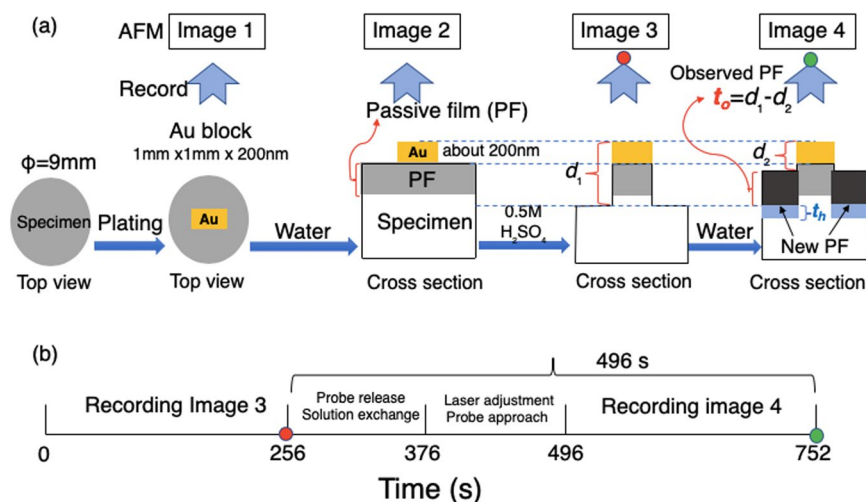 (a)
AFM
Image 1
Image 2
Image 3
Image 4
Record
Observed PF
tₒ=d₁-d₂
Passive film (PF)
Au block
1mm x1mm x 200nm
Φ=9mm
Au
about 200nm
d₁
Au
d₂
PF
Specimen
Plating
Water
Specimen
0.5M
H₂SO₄
Water
-tₕ
New PF
Top view
Top view
Cross section
Cross section
Cross section
(b)
496 s
Recording Image 3
Probe release
Solution exchange
Laser adjustment
Probe approach
Recording image 4
0
256
376
496
752
Time (s)